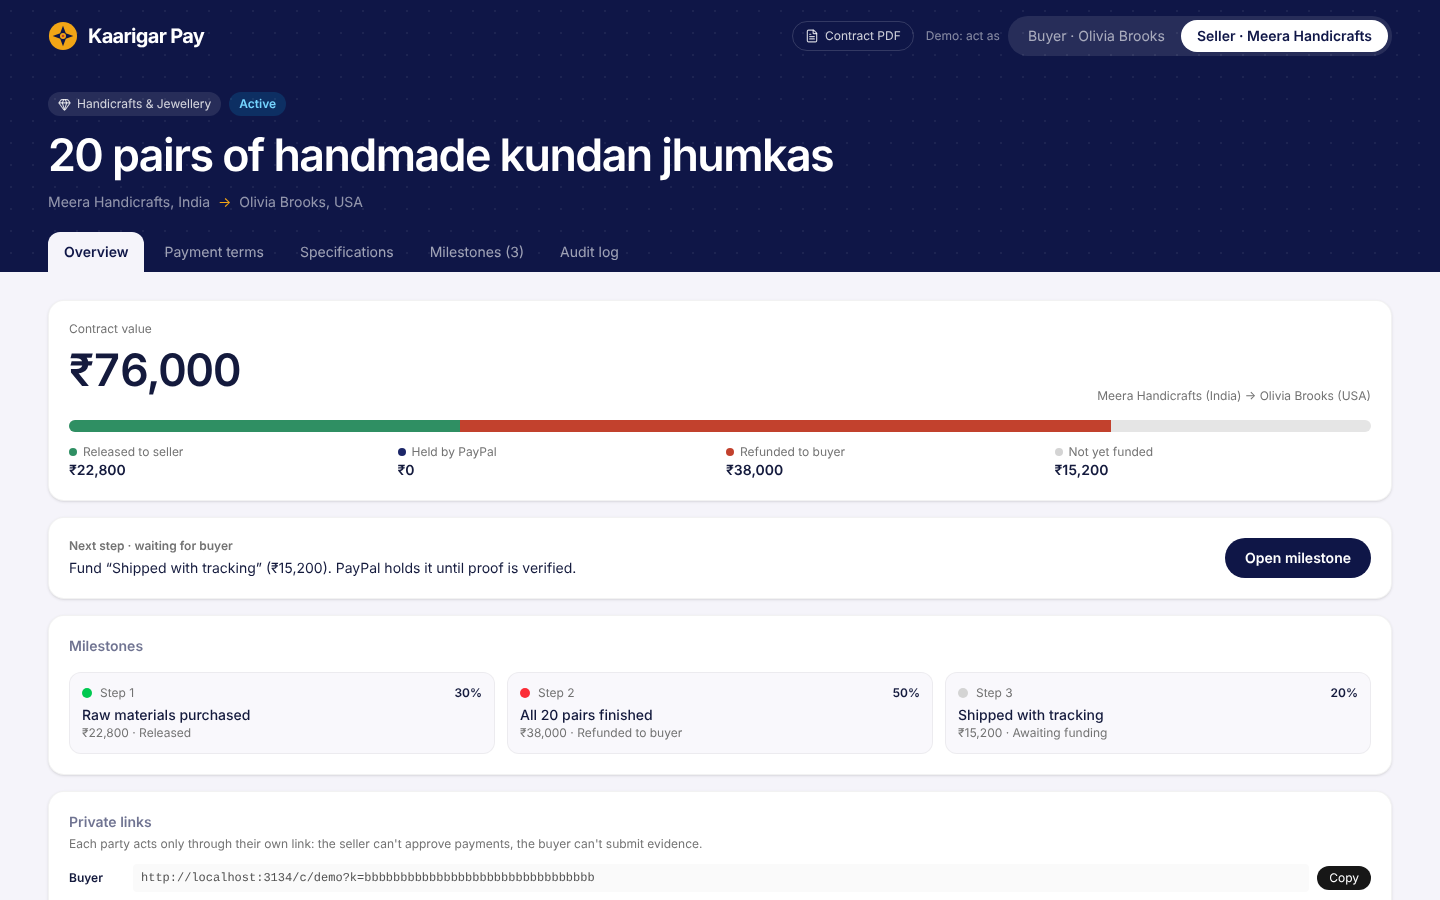 Kaarigar Pay
Contract PDF
Demo: act as
Buyer · Olivia Brooks
Seller · Meera Handicrafts
Handicrafts & Jewellery
Active
20 pairs of handmade kundan jhumkas
Meera Handicrafts, India → Olivia Brooks, USA
Overview
Payment terms
Specifications
Milestones (3)
Audit log
Contract value
₹76,000
Meera Handicrafts (India) → Olivia Brooks (USA)
Released to seller
₹22,800
Held by PayPal
₹0
Refunded to buyer
₹38,000
Not yet funded
₹15,200
Next step · waiting for buyer
Fund “Shipped with tracking” (₹15,200). PayPal holds it until proof is verified.
Open milestone
Milestones
Step 1
30%
Raw materials purchased
₹22,800 · Released
Step 2
50%
All 20 pairs finished
₹38,000 · Refunded to buyer
Step 3
20%
Shipped with tracking
₹15,200 · Awaiting funding
Private links
Each party acts only through their own link: the seller can't approve payments, the buyer can't submit evidence.
Buyer
http://localhost:3134/c/demo?k=bbbbbbbbbbbbbbbbbbbbbbbbbbbbbbbb
Copy